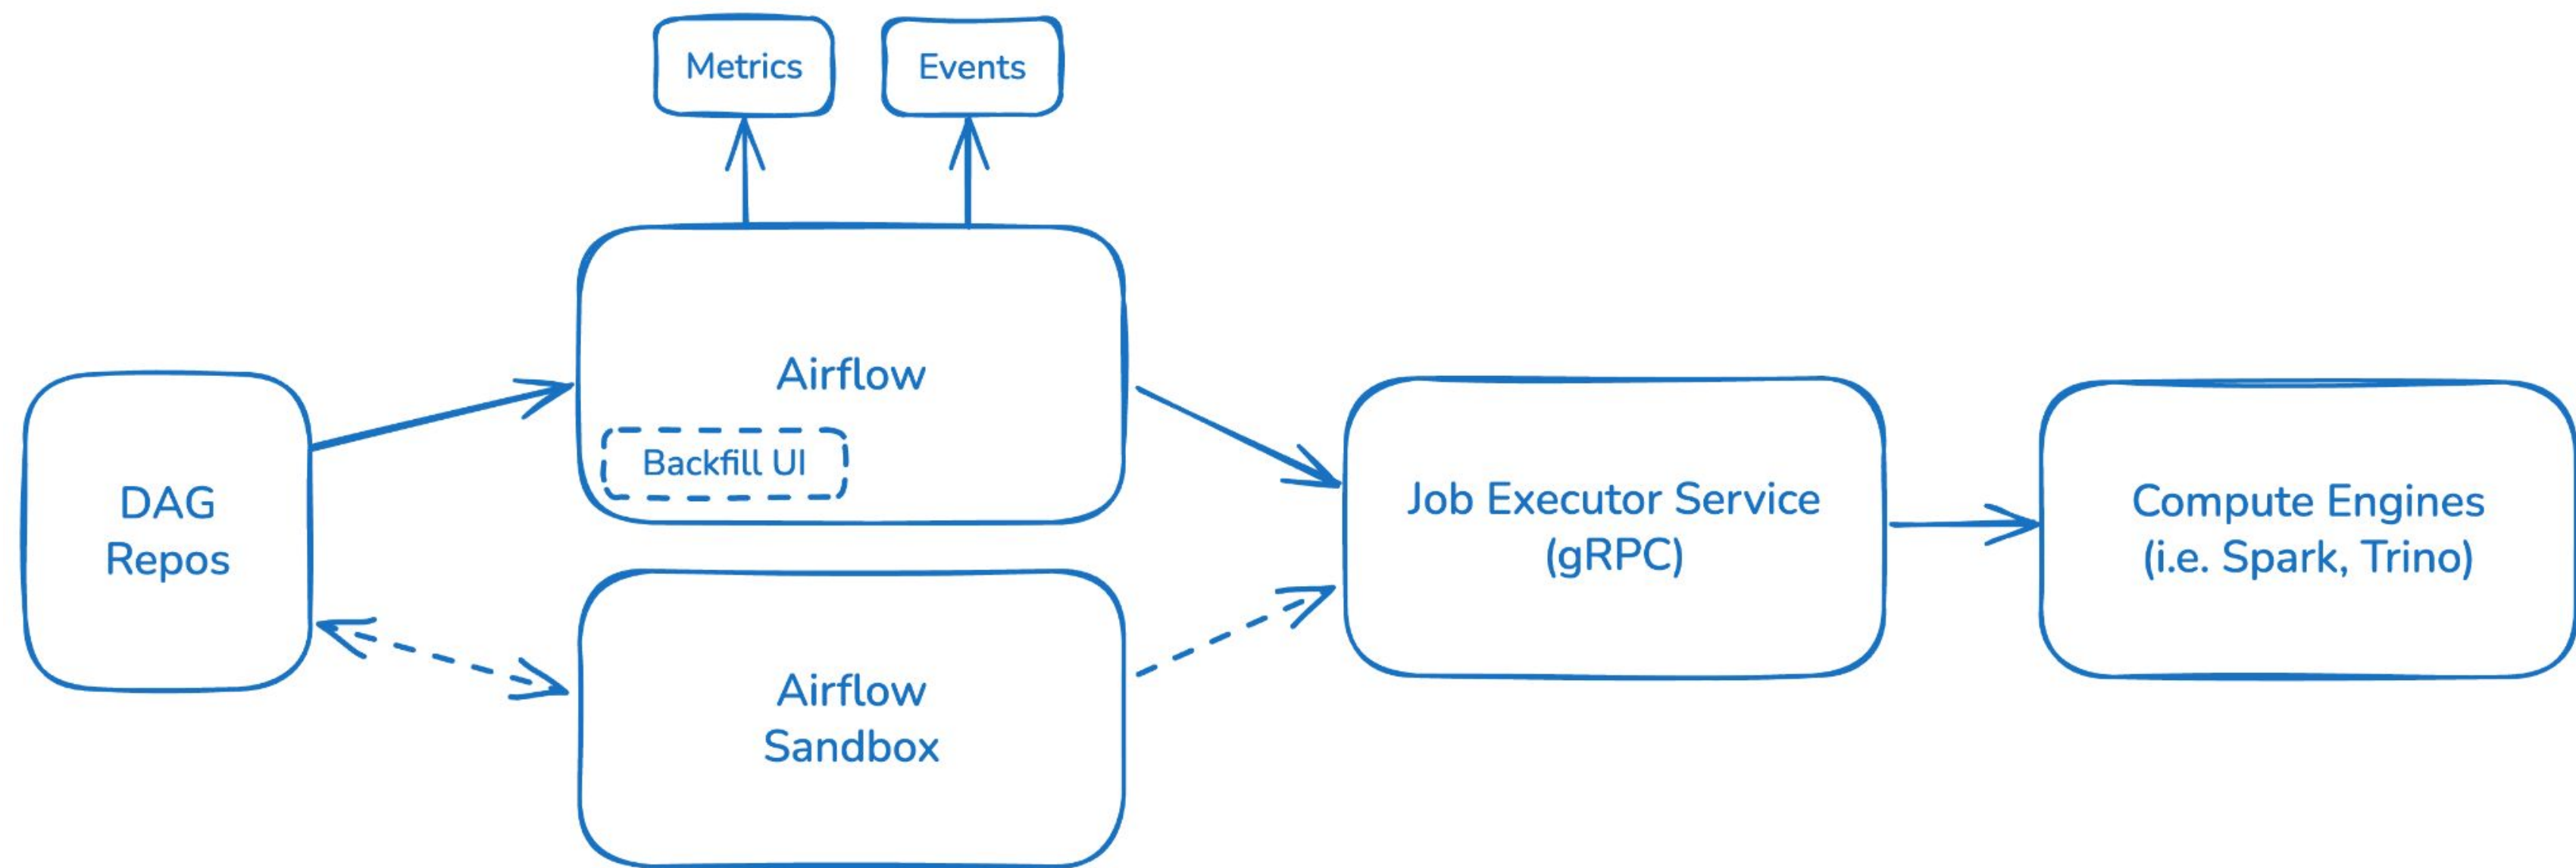 Metrics
Events
Airflow
Backfill UI
DAG
Repos
Job Executor Service
(gRPC)
Compute Engines
(i.e. Spark, Trino)
Airflow
Sandbox